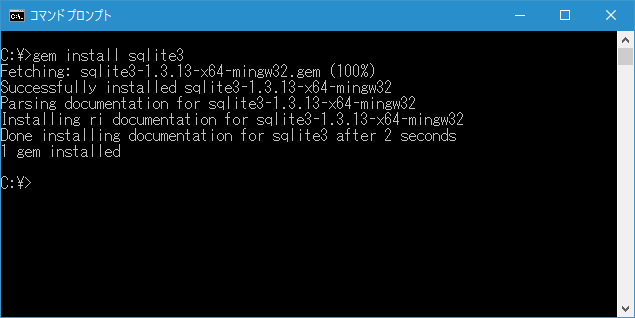 コマンドプロンプト
C:¥>gem install sqlite3
Fetching: sqlite3-1.3.13-x64-mingw32.gem (100%)
Successfully installed sqlite3-1.3.13-x64-mingw32
Parsing documentation for sqlite3-1.3.13-x64-mingw32
Installing ri documentation for sqlite3-1.3.13-x64-mingw32
Done installing documentation for sqlite3 after 2 seconds
1 gem installed
C:¥>